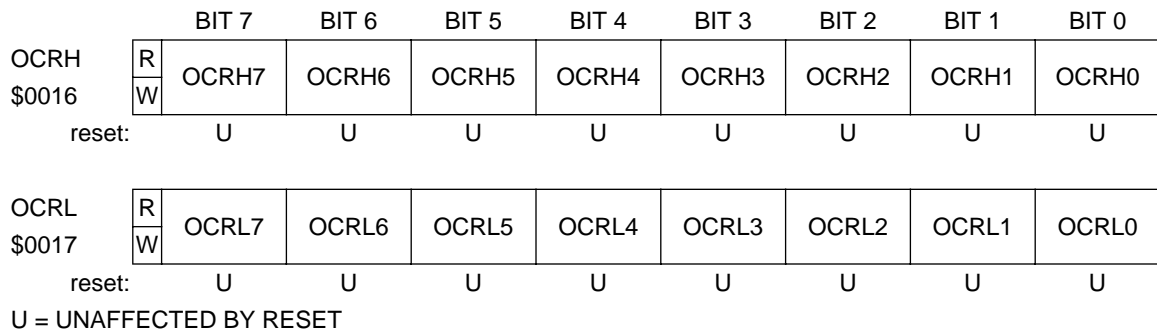 BIT 7 BIT 6 BIT 5 BIT 4 BIT 3 BIT 2 BIT 1 BIT 0
OCRH R OCRH7 OCRH6 OCRH5 OCRH4 OCRH3 OCRH2 OCRH1 OCRH0
$0016 W
reset: U U U U U U U U
OCRL R OCRL7 OCRL6 OCRL5 OCRL4 OCRL3 OCRL2 OCRL1 OCRL0
$0017 W
reset: U U U U U U U U
U = UNAFFECTED BY RESET